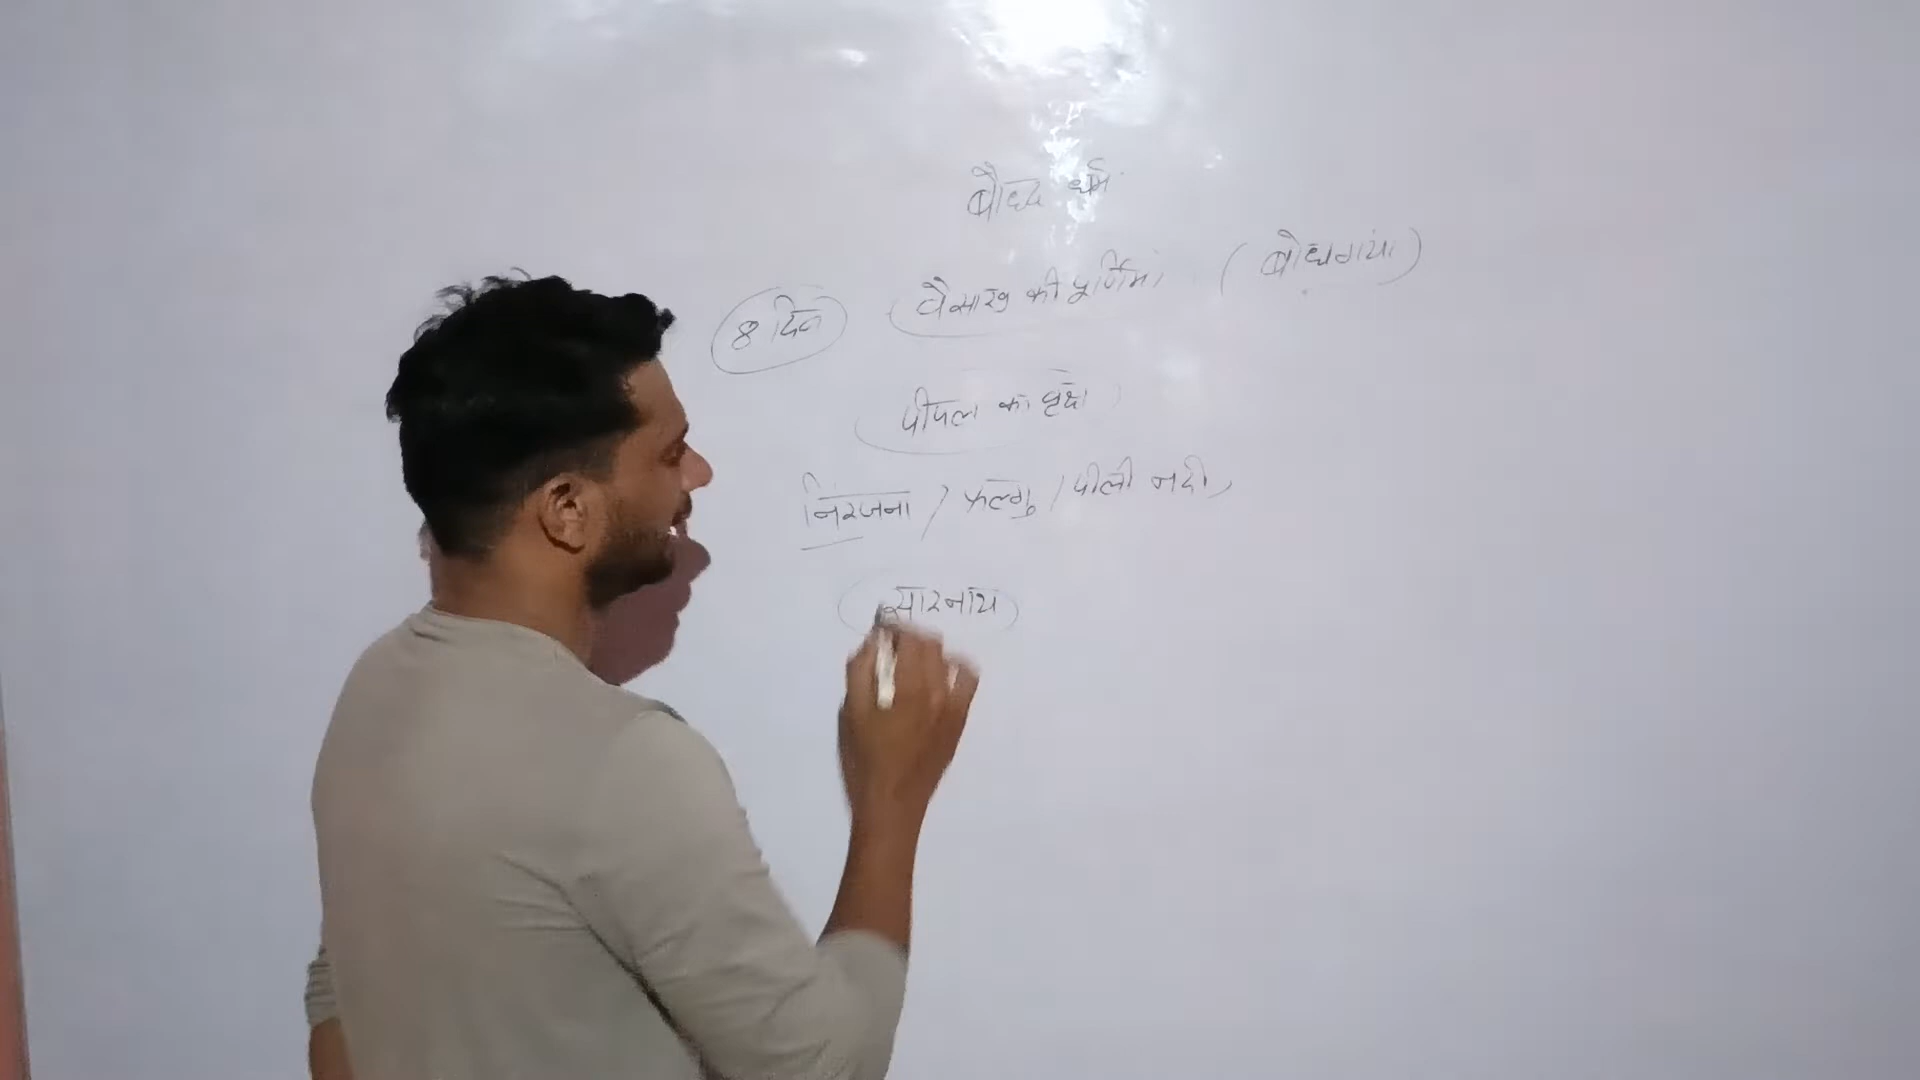 बौध्द धर्म
8 दिन वैसाख की पूर्णिमा (बोधगया)
पीपल का वृक्ष
निरंजना / फल्गु / पीली नदी
सारनाथ